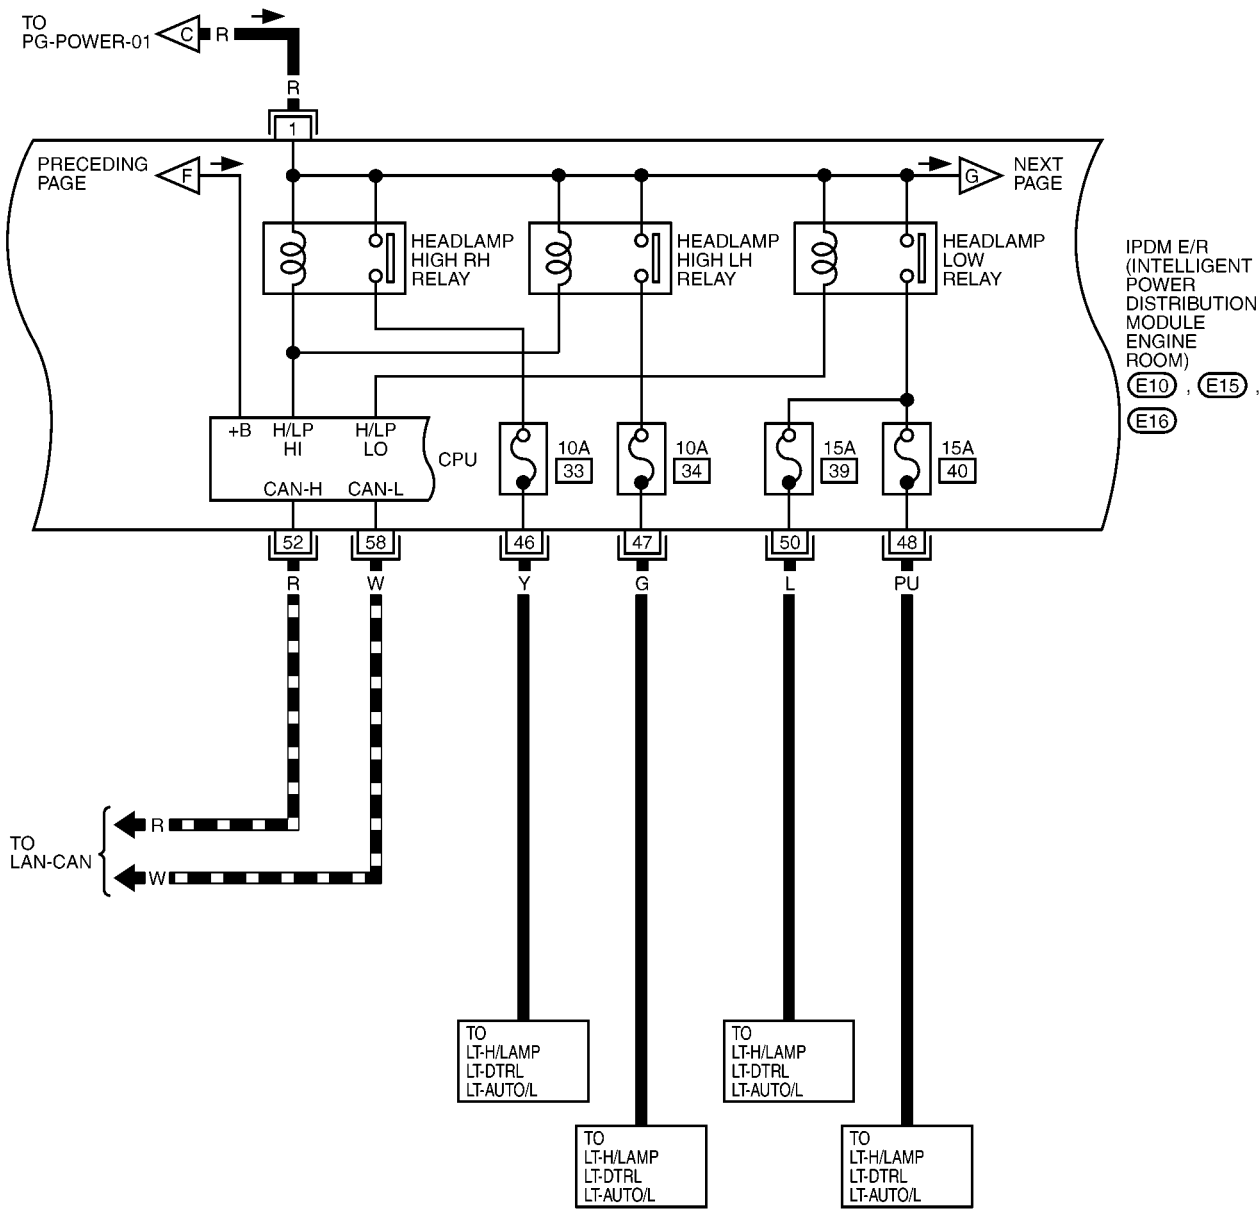 TO
PG-POWER-01
C
R
R
1
PRECEDING
PAGE
F
G
NEXT
PAGE
HEADLAMP
HIGH RH
RELAY
HEADLAMP
HIGH LH
RELAY
HEADLAMP
LOW
RELAY
IPDM E/R
(INTELLIGENT
POWER
DISTRIBUTION
MODULE
ENGINE
ROOM)
E10 , E15 ,
E16
+B
H/LP
HI
H/LP
LO
CPU
CAN-H
CAN-L
10A
33
10A
34
15A
39
15A
40
52
58
46
47
50
48
R
W
Y
G
L
PU
TO
LAN-CAN
R
W
TO
LT-H/LAMP
LT-DTRL
LT-AUTO/L
TO
LT-H/LAMP
LT-DTRL
LT-AUTO/L
TO
LT-H/LAMP
LT-DTRL
LT-AUTO/L
TO
LT-H/LAMP
LT-DTRL
LT-AUTO/L